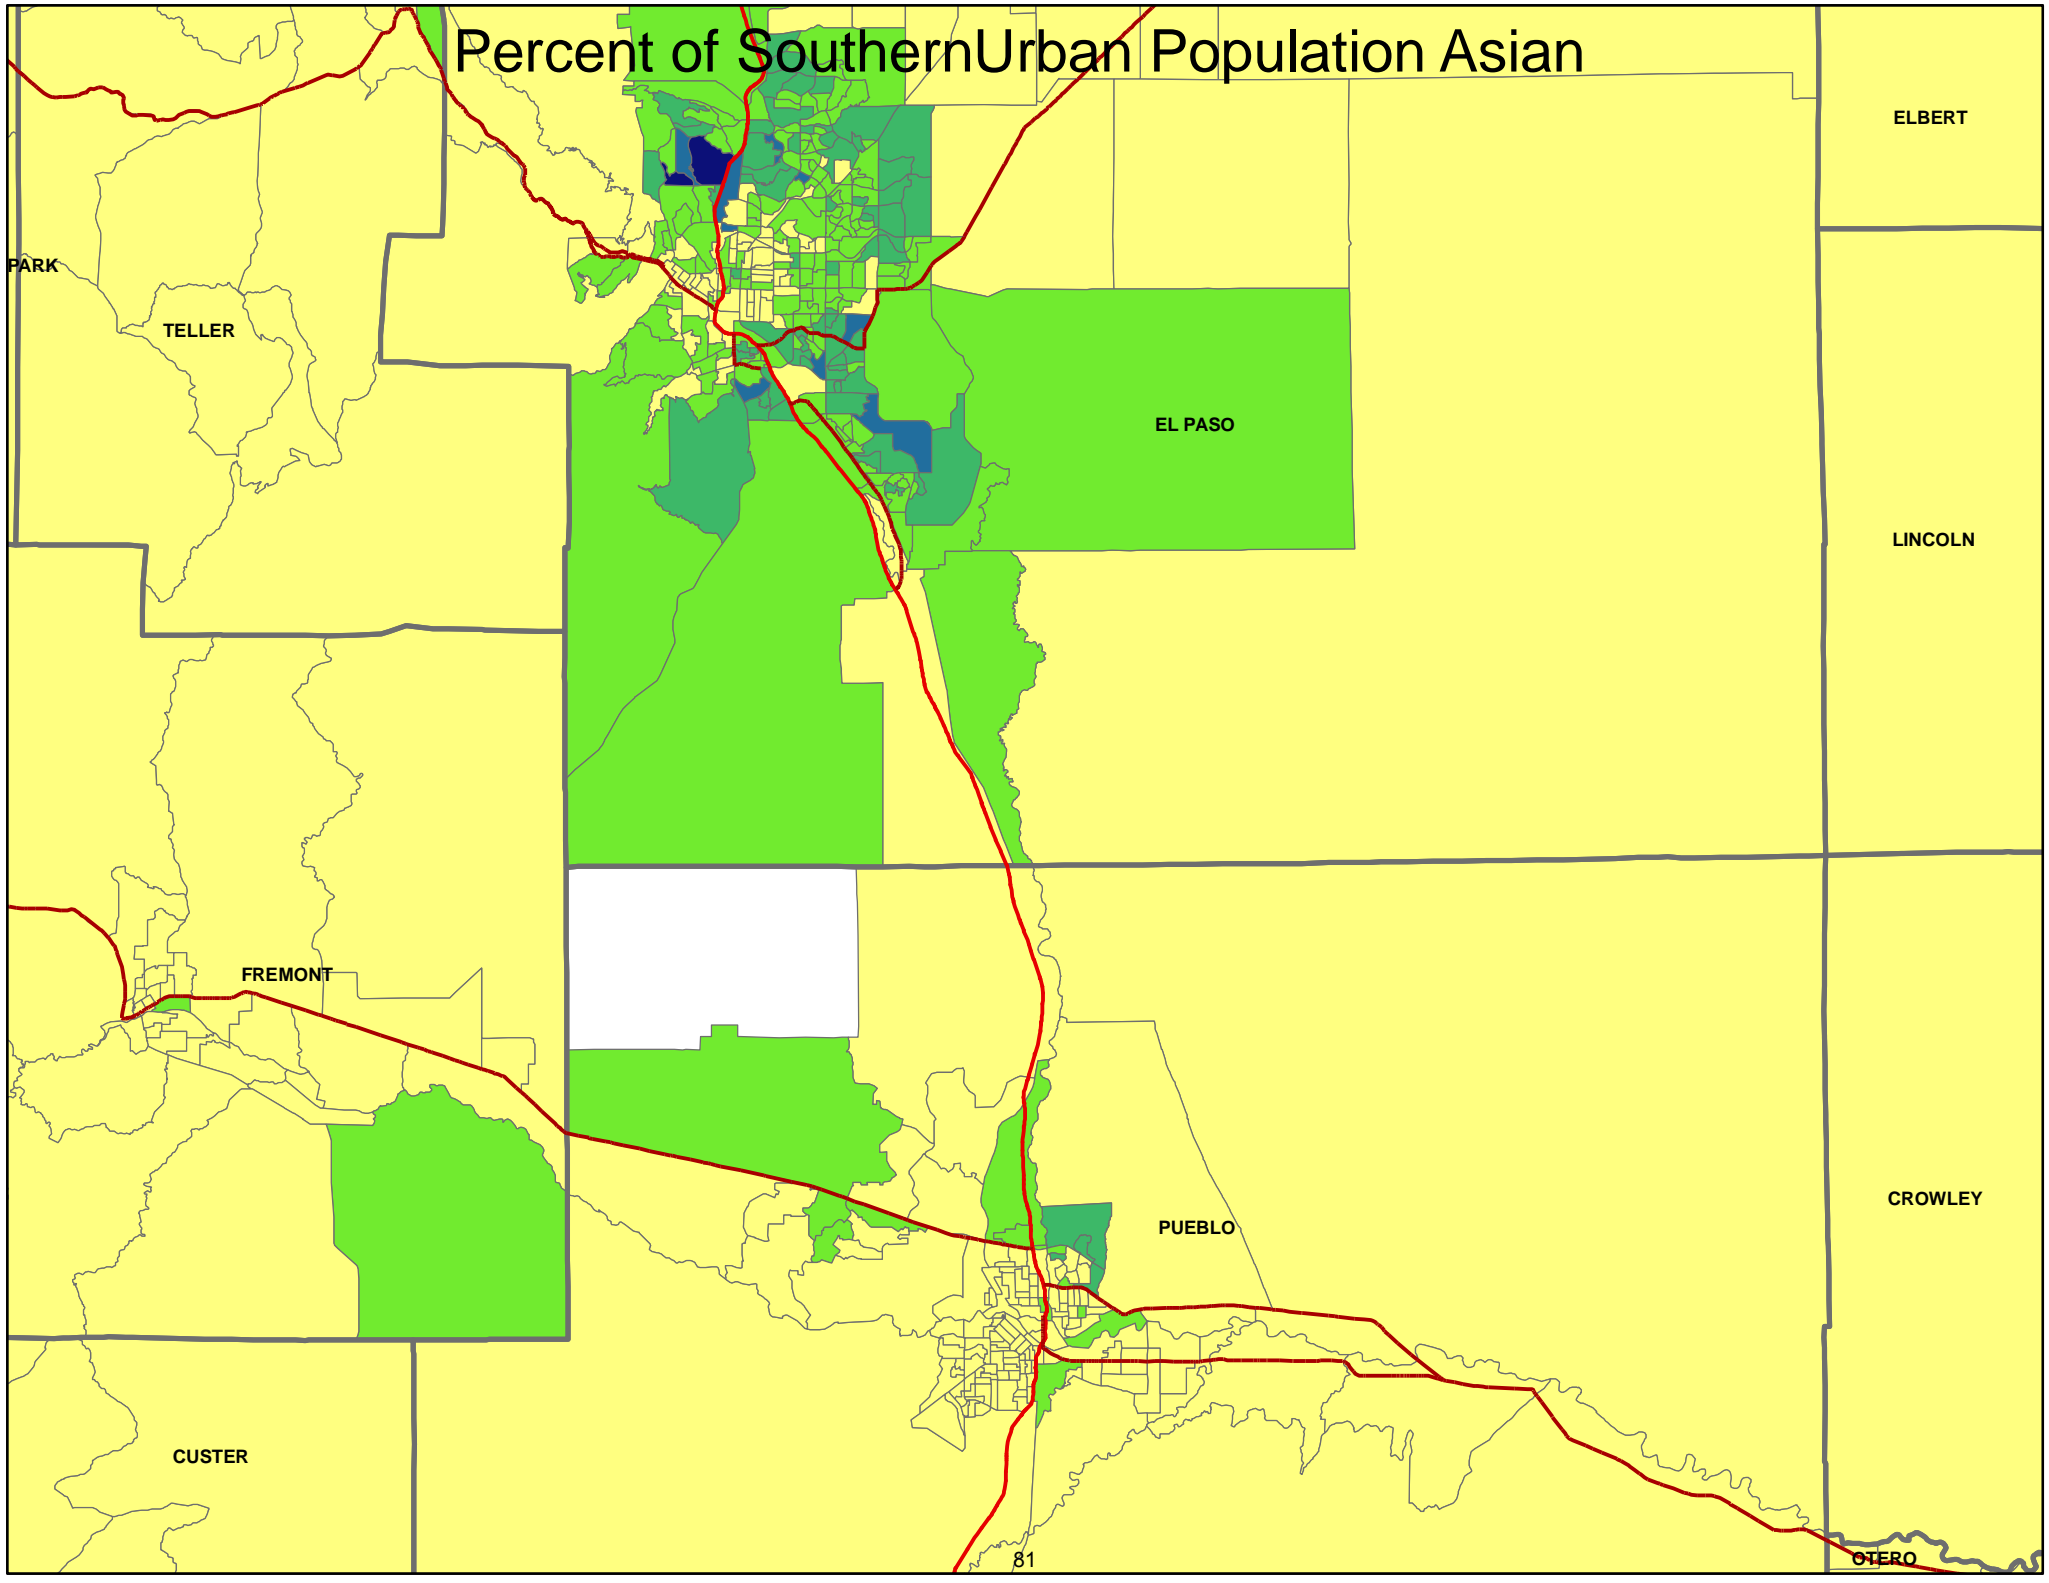 Percent of SouthernUrban Population Asian
ELBERT
PARK
TELLER
EL PASO
LINCOLN
FREMONT
CROWLEY
PUEBLO
CUSTER
81
OTERO